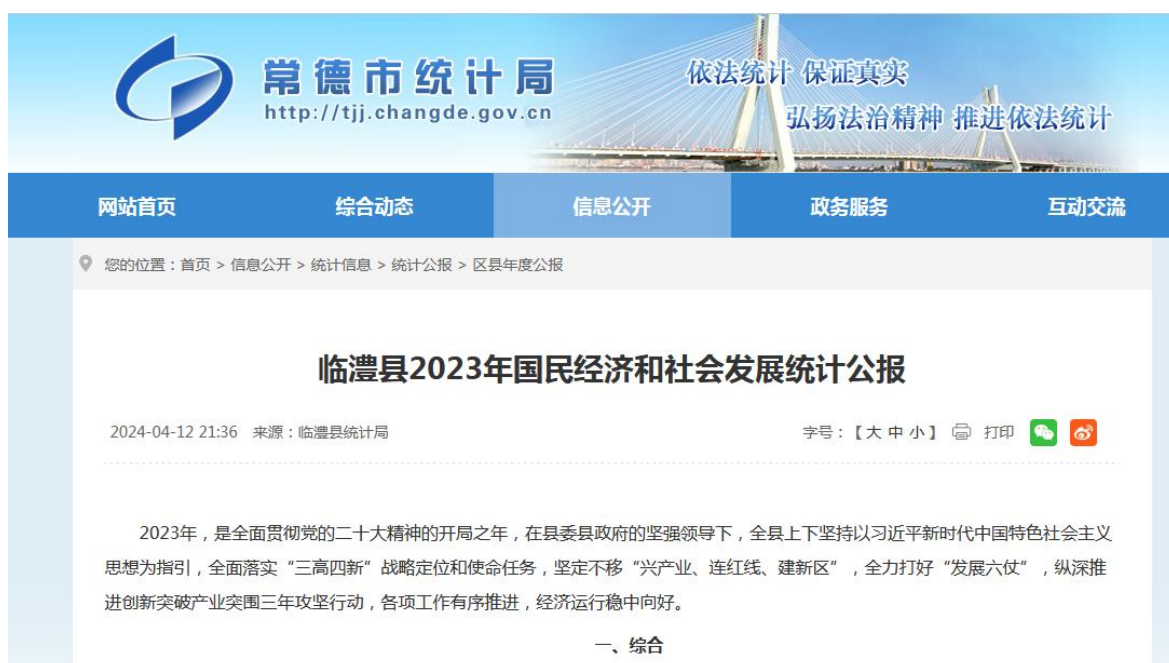 常德市统计局
http://tjj.changde.gov.cn
依法统计 保证真实
弘扬法治精神 推进依法统计
网站首页 综合动态 信息公开 政务服务 互动交流
您的位置：首页 > 信息公开 > 统计信息 > 统计公报 > 区县年度公报
临澧县2023年国民经济和社会发展统计公报
2024-04-12 21:36 来源：临澧县统计局 字号：【大 中 小】 打印
2023年，是全面贯彻党的二十大精神的开局之年，在县委县政府的坚强领导下，全县上下坚持以习近平新时代中国特色社会主义
思想为指引，全面落实“三高四新”战略定位和使命任务，坚定不移“兴产业、连红线、建新区”，全力打好“发展六仗”，纵深推
进创新突破产业突围三年攻坚行动，各项工作有序推进，经济运行稳中向好。
一、综合